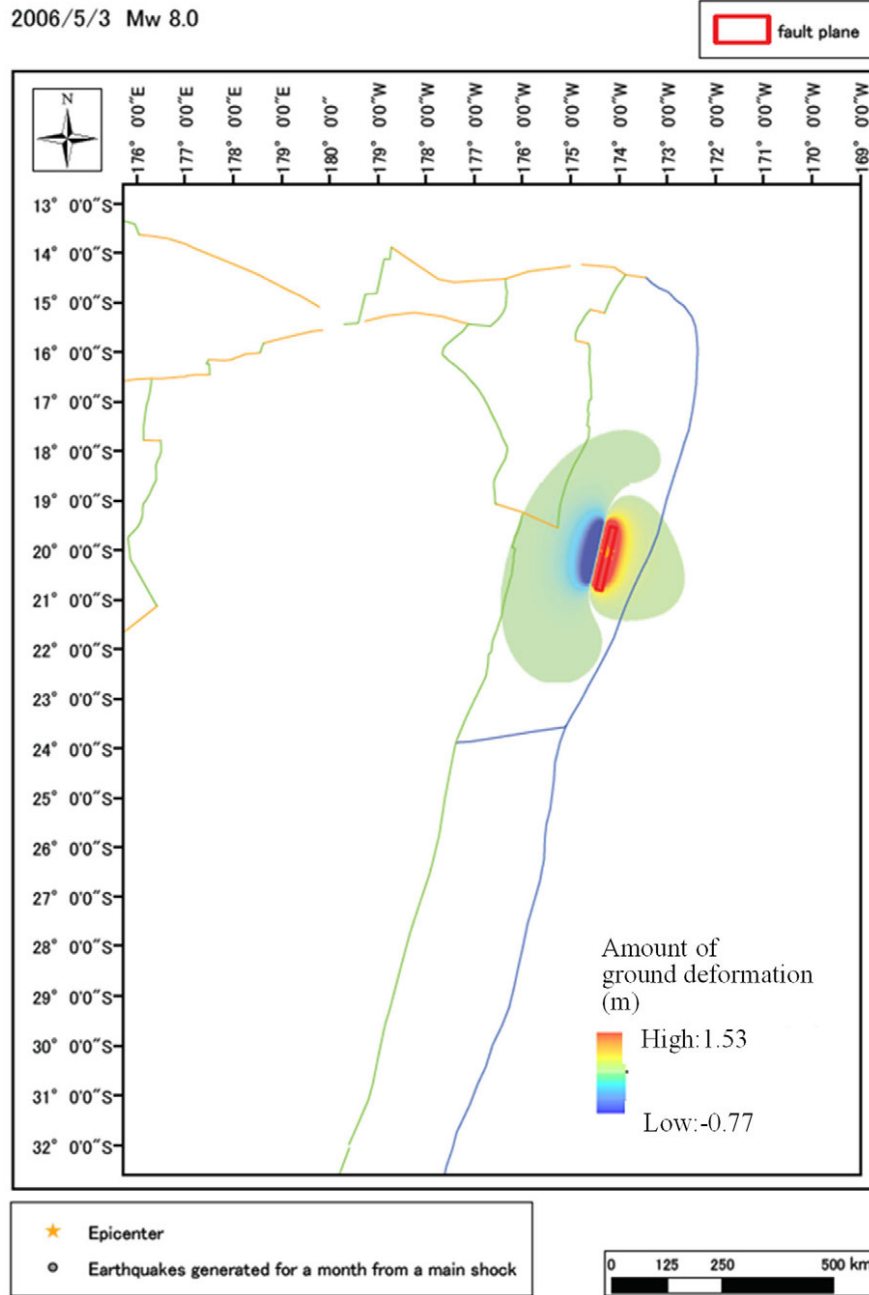 2006/5/3 Mw 8.0
fault plane
N
176° 0'0"E
177° 0'0"E
178° 0'0"E
179° 0'0"E
180° 0'0"
179° 0'0"W
178° 0'0"W
177° 0'0"W
176° 0'0"W
175° 0'0"W
174° 0'0"W
173° 0'0"W
172° 0'0"W
171° 0'0"W
170° 0'0"W
169° 0'0"W
13° 0'0"S
14° 0'0"S
15° 0'0"S
16° 0'0"S
17° 0'0"S
18° 0'0"S
19° 0'0"S
20° 0'0"S
21° 0'0"S
22° 0'0"S
23° 0'0"S
24° 0'0"S
25° 0'0"S
26° 0'0"S
27° 0'0"S
28° 0'0"S
29° 0'0"S
30° 0'0"S
31° 0'0"S
32° 0'0"S
Amount of
ground deformation
(m)
High:1.53
Low:-0.77
Epicenter
Earthquakes generated for a month from a main shock
0 125 250 500 km